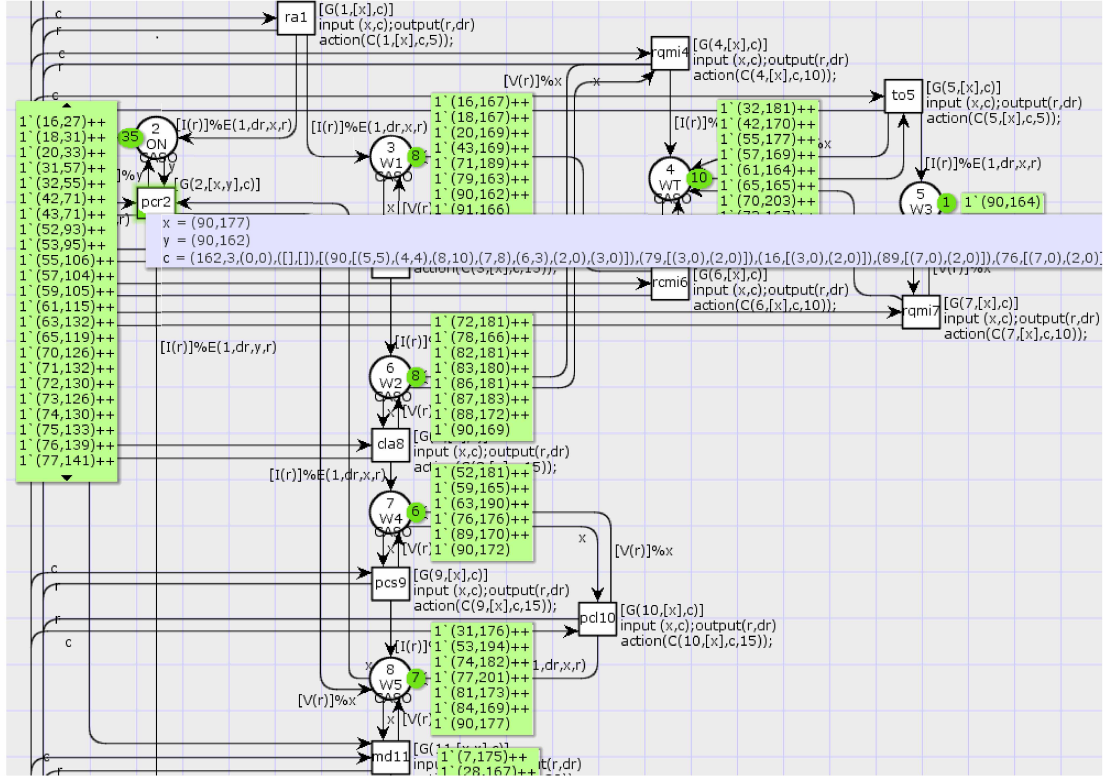 ra1
[G(1,[x],c)]
input (x,c);output(r,dr)
action(C(1,[x],c,5));
c
r
c
r
c
rqmi4
[G(4,[x],c)]
input (x,c);output(r,dr)
action(C(4,[x],c,10));
[V(r)]%x
x
to5
[G(5,[x],c)]
input (x,c);output(r,dr)
action(C(5,[x],c,5));
1`(16,27)++
1`(18,31)++
1`(20,33)++
1`(31,57)++
1`(32,55)++
1`(42,71)++
1`(43,71)++
1`(52,93)++
1`(53,95)++
1`(55,106)++
1`(57,104)++
1`(59,105)++
1`(61,115)++
1`(63,132)++
1`(65,119)++
1`(70,126)++
1`(71,132)++
1`(72,130)++
1`(73,126)++
1`(74,130)++
1`(75,133)++
1`(76,139)++
1`(77,141)++
35
2
ON
CASO
[I(r)]%E(1,dr,x,r)
y
]%y
pcr2
[G(2,[x,y],c)]
[I(r)]%E(1,dr,x,r)
3
W1
CASO
8
x
[V(r)
1`(16,167)++
1`(18,167)++
1`(20,169)++
1`(43,169)++
1`(71,189)++
1`(79,163)++
1`(90,162)++
1`(91,166)++
[I(r)]%
4
WT
CASO
10
1`(32,181)++
1`(42,170)++
1`(55,177)++
1`(57,169)++
1`(61,164)++
1`(65,165)++
1`(70,203)++
%x
[I(r)]%E(1,dr,x,r)
5
W3
1
1`(90,164)
x = (90,177)
y = (90,162)
c = (162,3,(0,0),([],[]),[(90,[(5,5),(4,4)(8,10),(7,8)(6,3),(2,0),(3,0)]),(79,[(3,0),(2,0)]),(16,[(3,0),(2,0)]),(89,[(7,0),(2,0)]),(76,[(7,0),(2,0)]
rcmi6
[G(6,[x],c)]
input (x,c);output(r,dr)
action(C(6,[x],c,10));
[V(r)]%x
rqmi7
[G(7,[x],c)]
input (x,c);output(r,dr)
action(C(7,[x],c,10));
[I(r)]%E(1,dr,y,r)
[I(r)]
6
W2
CASO
8
x
[V(r)
1`(72,181)++
1`(78,166)++
1`(82,181)++
1`(83,180)++
1`(86,181)++
1`(87,183)++
1`(88,172)++
1`(90,169)
cla8
[I(r)]%E(1,dr,x,r)
7
W4
CASO
6
x
[V(r)
1`(52,181)++
1`(59,165)++
1`(63,190)++
1`(76,176)++
1`(89,170)++
1`(90,172)
x
[V(r)]%x
c
r
pcs9
[G(9,[x],c)]
input (x,c);output(r,dr)
action(C(9,[x],c,15));
pcl10
[G(10,[x],c)]
input (x,c);output(r,dr)
action(C(10,[x],c,15));
r
c
[I(r)]
x
8
W5
CASO
7
[V(r)]%x
x
[V(r)
1`(31,176)++
1`(53,194)++
1`(74,182)++
1`(77,201)++
1`(81,173)++
1`(84,169)++
1`(90,177)
1,dr,x,r)
c
r
md11
1`(7,175)++
1`(28,167)++